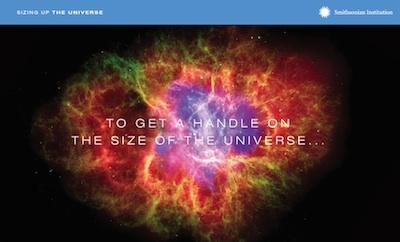 SIZING UP THE UNIVERSE
Smithsonian Institution
TO GET A HANDLE ON
THE SIZE OF THE UNIVERSE...